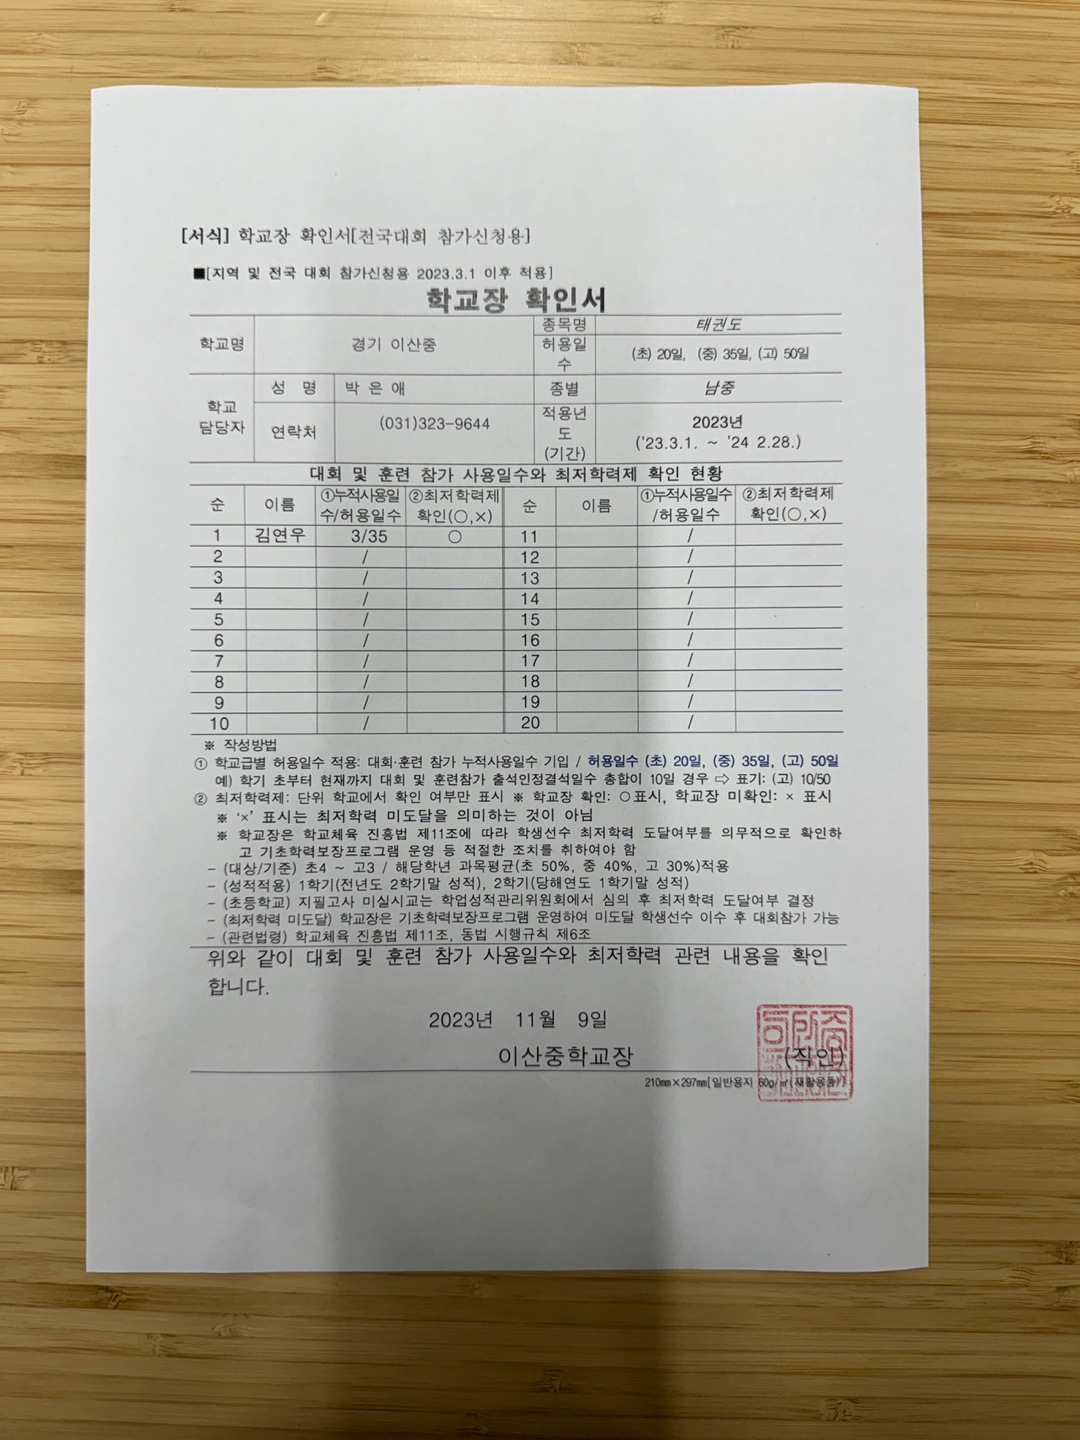 [서식] 학교장 확인서[전국대회 참가신청용]
■[지역 및 전국 대회 참가신청용 2023.3.1 이후 적용]
학교장 확인서
학교명 경기 이산중 종목명 태권도
허용일수 (초) 20일, (중) 35일, (고) 50일
학교 담당자 성 명 박 은 애 종별 남중
연락처 (031)323-9644 적용년도 (기간) 2023년 ('23.3.1. ~ '24 2.28.)
대회 및 훈련 참가 사용일수와 최저학력제 확인 현황
순 이름 ①누적사용일수/허용일수 ②최저학력제 확인(○,×) 순 이름 ①누적사용일수/허용일수 ②최저학력제 확인(○,×)
1 김연우 3/35 ○ 11 /
2 / 12 /
3 / 13 /
4 / 14 /
5 / 15 /
6 / 16 /
7 / 17 /
8 / 18 /
9 / 19 /
10 / 20 /
※ 작성방법
① 학교급별 허용일수 적용: 대회·훈련 참가 누적사용일수 기입 / 허용일수 (초) 20일, (중) 35일, (고) 50일
예) 학기 초부터 현재까지 대회 및 훈련참가 출석인정결석일수 총합이 10일 경우 ⇨ 표기: (고) 10/50
② 최저학력제: 단위 학교에서 확인 여부만 표시 ※ 학교장 확인: ○표시, 학교장 미확인: × 표시
※ '×' 표시는 최저학력 미도달을 의미하는 것이 아님
※ 학교장은 학교체육 진흥법 제11조에 따라 학생선수 최저학력 도달여부를 의무적으로 확인하
고 기초학력보장프로그램 운영 등 적절한 조치를 취하여야 함
- (대상/기준) 초4 ~ 고3 / 해당학년 과목평균(초 50%, 중 40%, 고 30%)적용
- (성적적용) 1학기(전년도 2학기말 성적), 2학기(당해연도 1학기말 성적)
- (초등학교) 지필고사 미실시교는 학업성적관리위원회에서 심의 후 최저학력 도달여부 결정
- (최저학력 미도달) 학교장은 기초학력보장프로그램 운영하여 미도달 학생선수 이수 후 대회참가 가능
- (관련법령) 학교체육 진흥법 제11조, 동법 시행규칙 제6조
위와 같이 대회 및 훈련 참가 사용일수와 최저학력 관련 내용을 확인
합니다.
2023년 11월 9일
이산중학교장 (직인)
210㎜×297㎜[일반용지 60g/㎡(재활용품)]